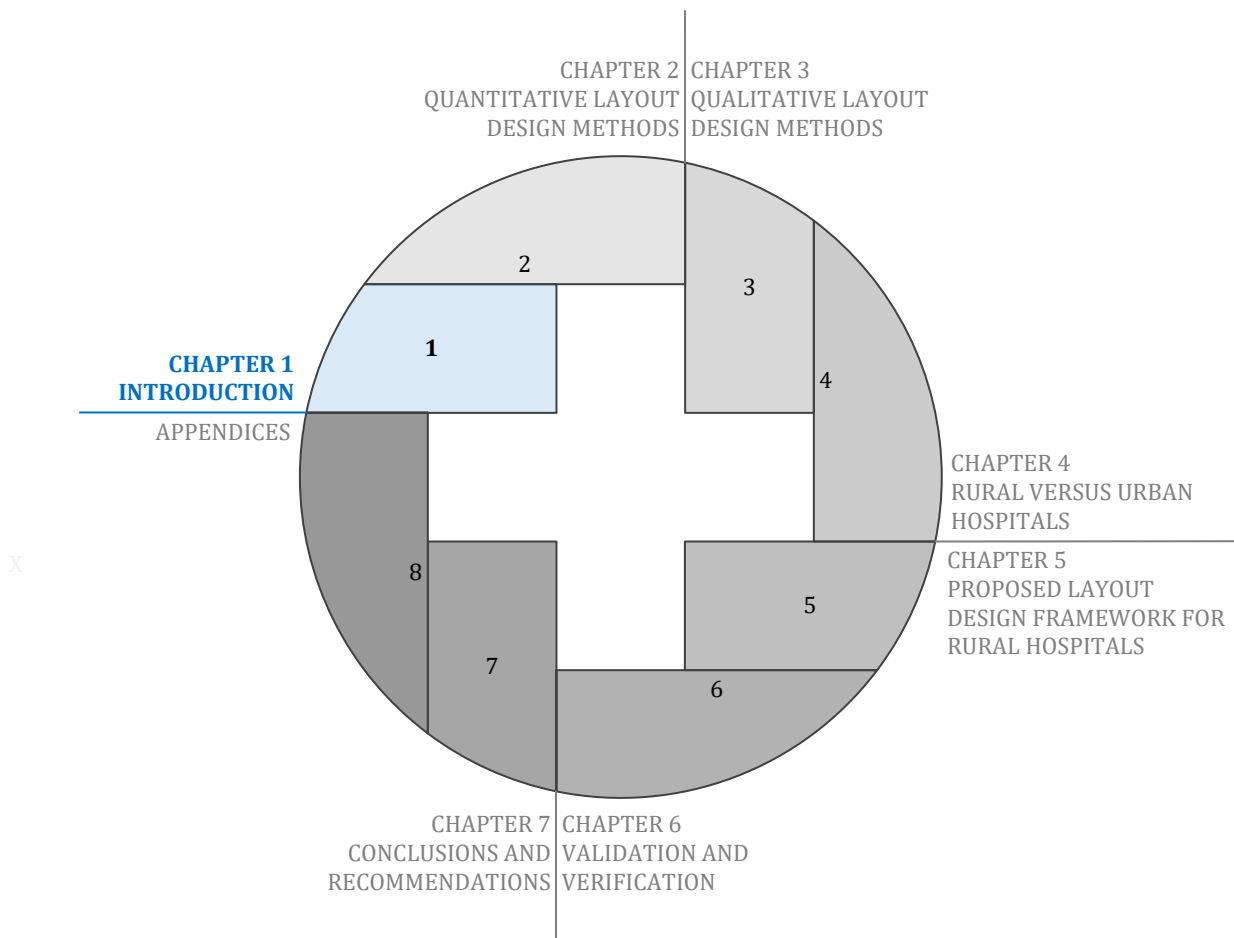 CHAPTER 2
QUANTITATIVE LAYOUT
DESIGN METHODS
CHAPTER 3
QUALITATIVE LAYOUT
DESIGN METHODS
2
3
1
CHAPTER 1
INTRODUCTION
4
APPENDICES
CHAPTER 4
RURAL VERSUS URBAN
HOSPITALS
X
8
CHAPTER 5
PROPOSED LAYOUT
DESIGN FRAMEWORK FOR
RURAL HOSPITALS
5
7
6
CHAPTER 7
CONCLUSIONS AND
RECOMMENDATIONS
CHAPTER 6
VALIDATION AND
VERIFICATION